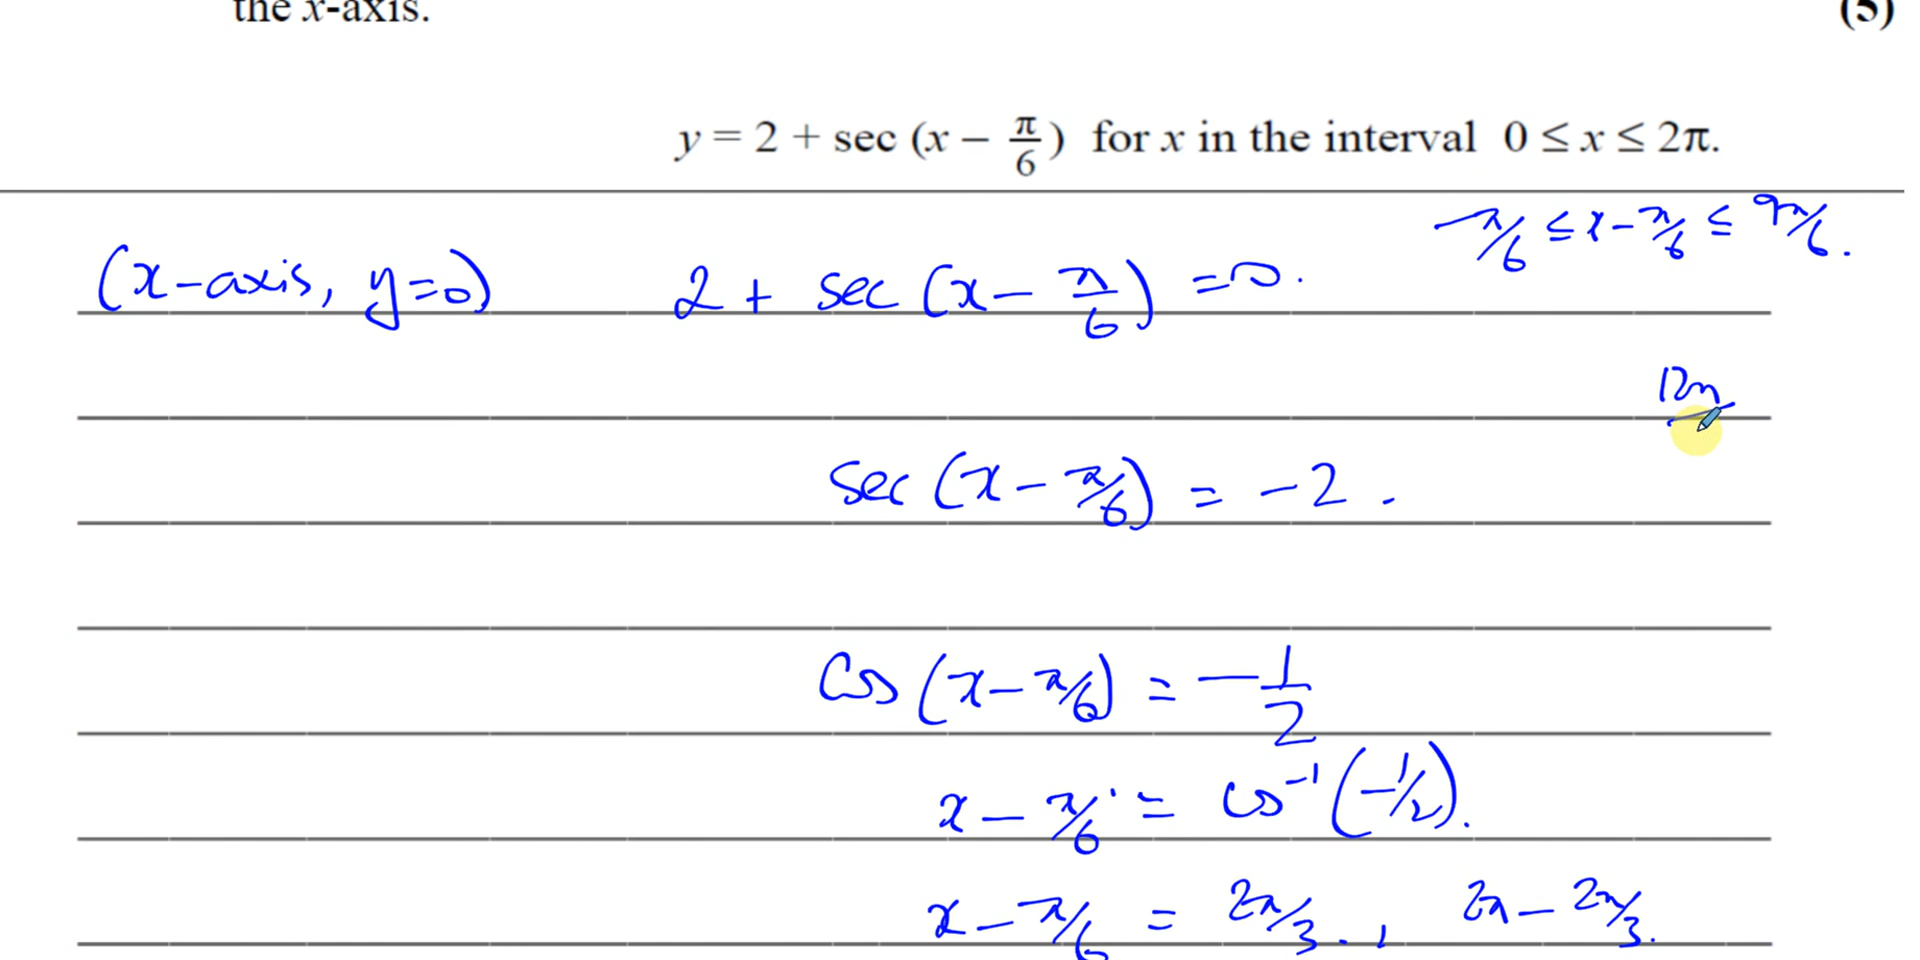 the x-axis.
(5)
y = 2 + sec (x − π/6) for x in the interval 0 ≤ x ≤ 2π.
−π/6 ≤ x − π/6 ≤ 9π/6.
(x-axis, y=0) 2 + sec (x − π/6) = 0.
12π
sec (x − π/6) = −2.
Cos (x − π/6) = −1/2
x − π/6 = cos⁻¹ (−1/2).
x − π/6 = 2π/3, 2π − 2π/3.